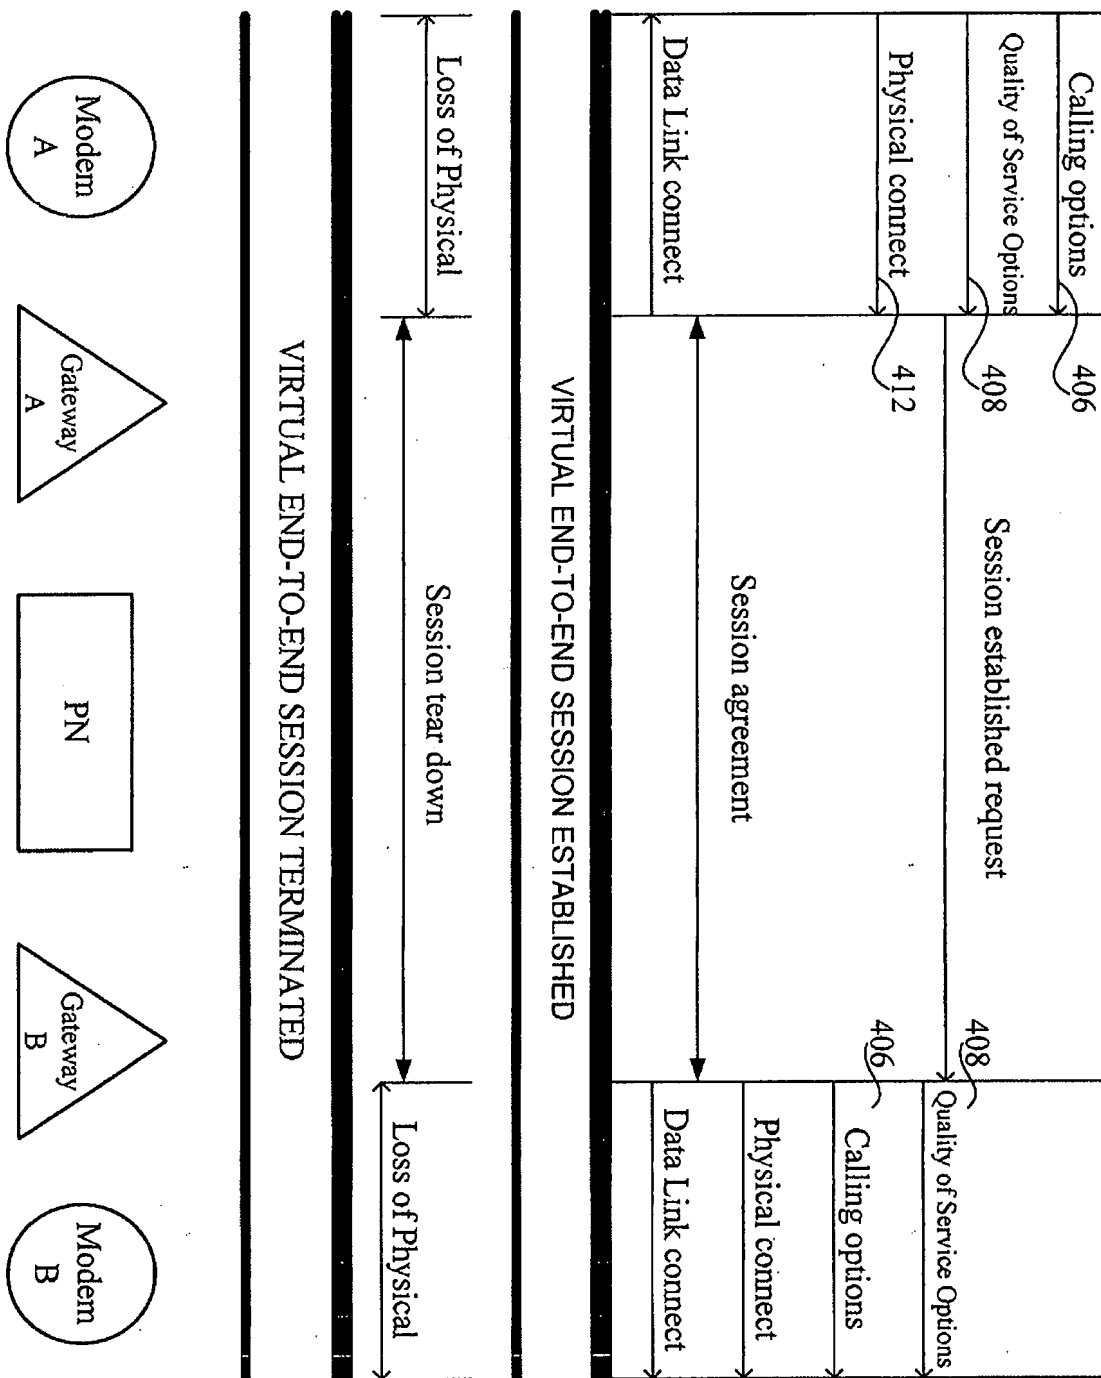 Calling options
406
Quality of Service Options
408
Session established request
408
Quality of Service Options
Physical connect
412
406
Calling options
Physical connect
Session agreement
Data Link connect
Data Link connect
VIRTUAL END-TO-END SESSION ESTABLISHED
Loss of Physical
Session tear down
Loss of Physical
VIRTUAL END-TO-END SESSION TERMINATED
Modem
A
Gateway
A
PN
Gateway
B
Modem
B